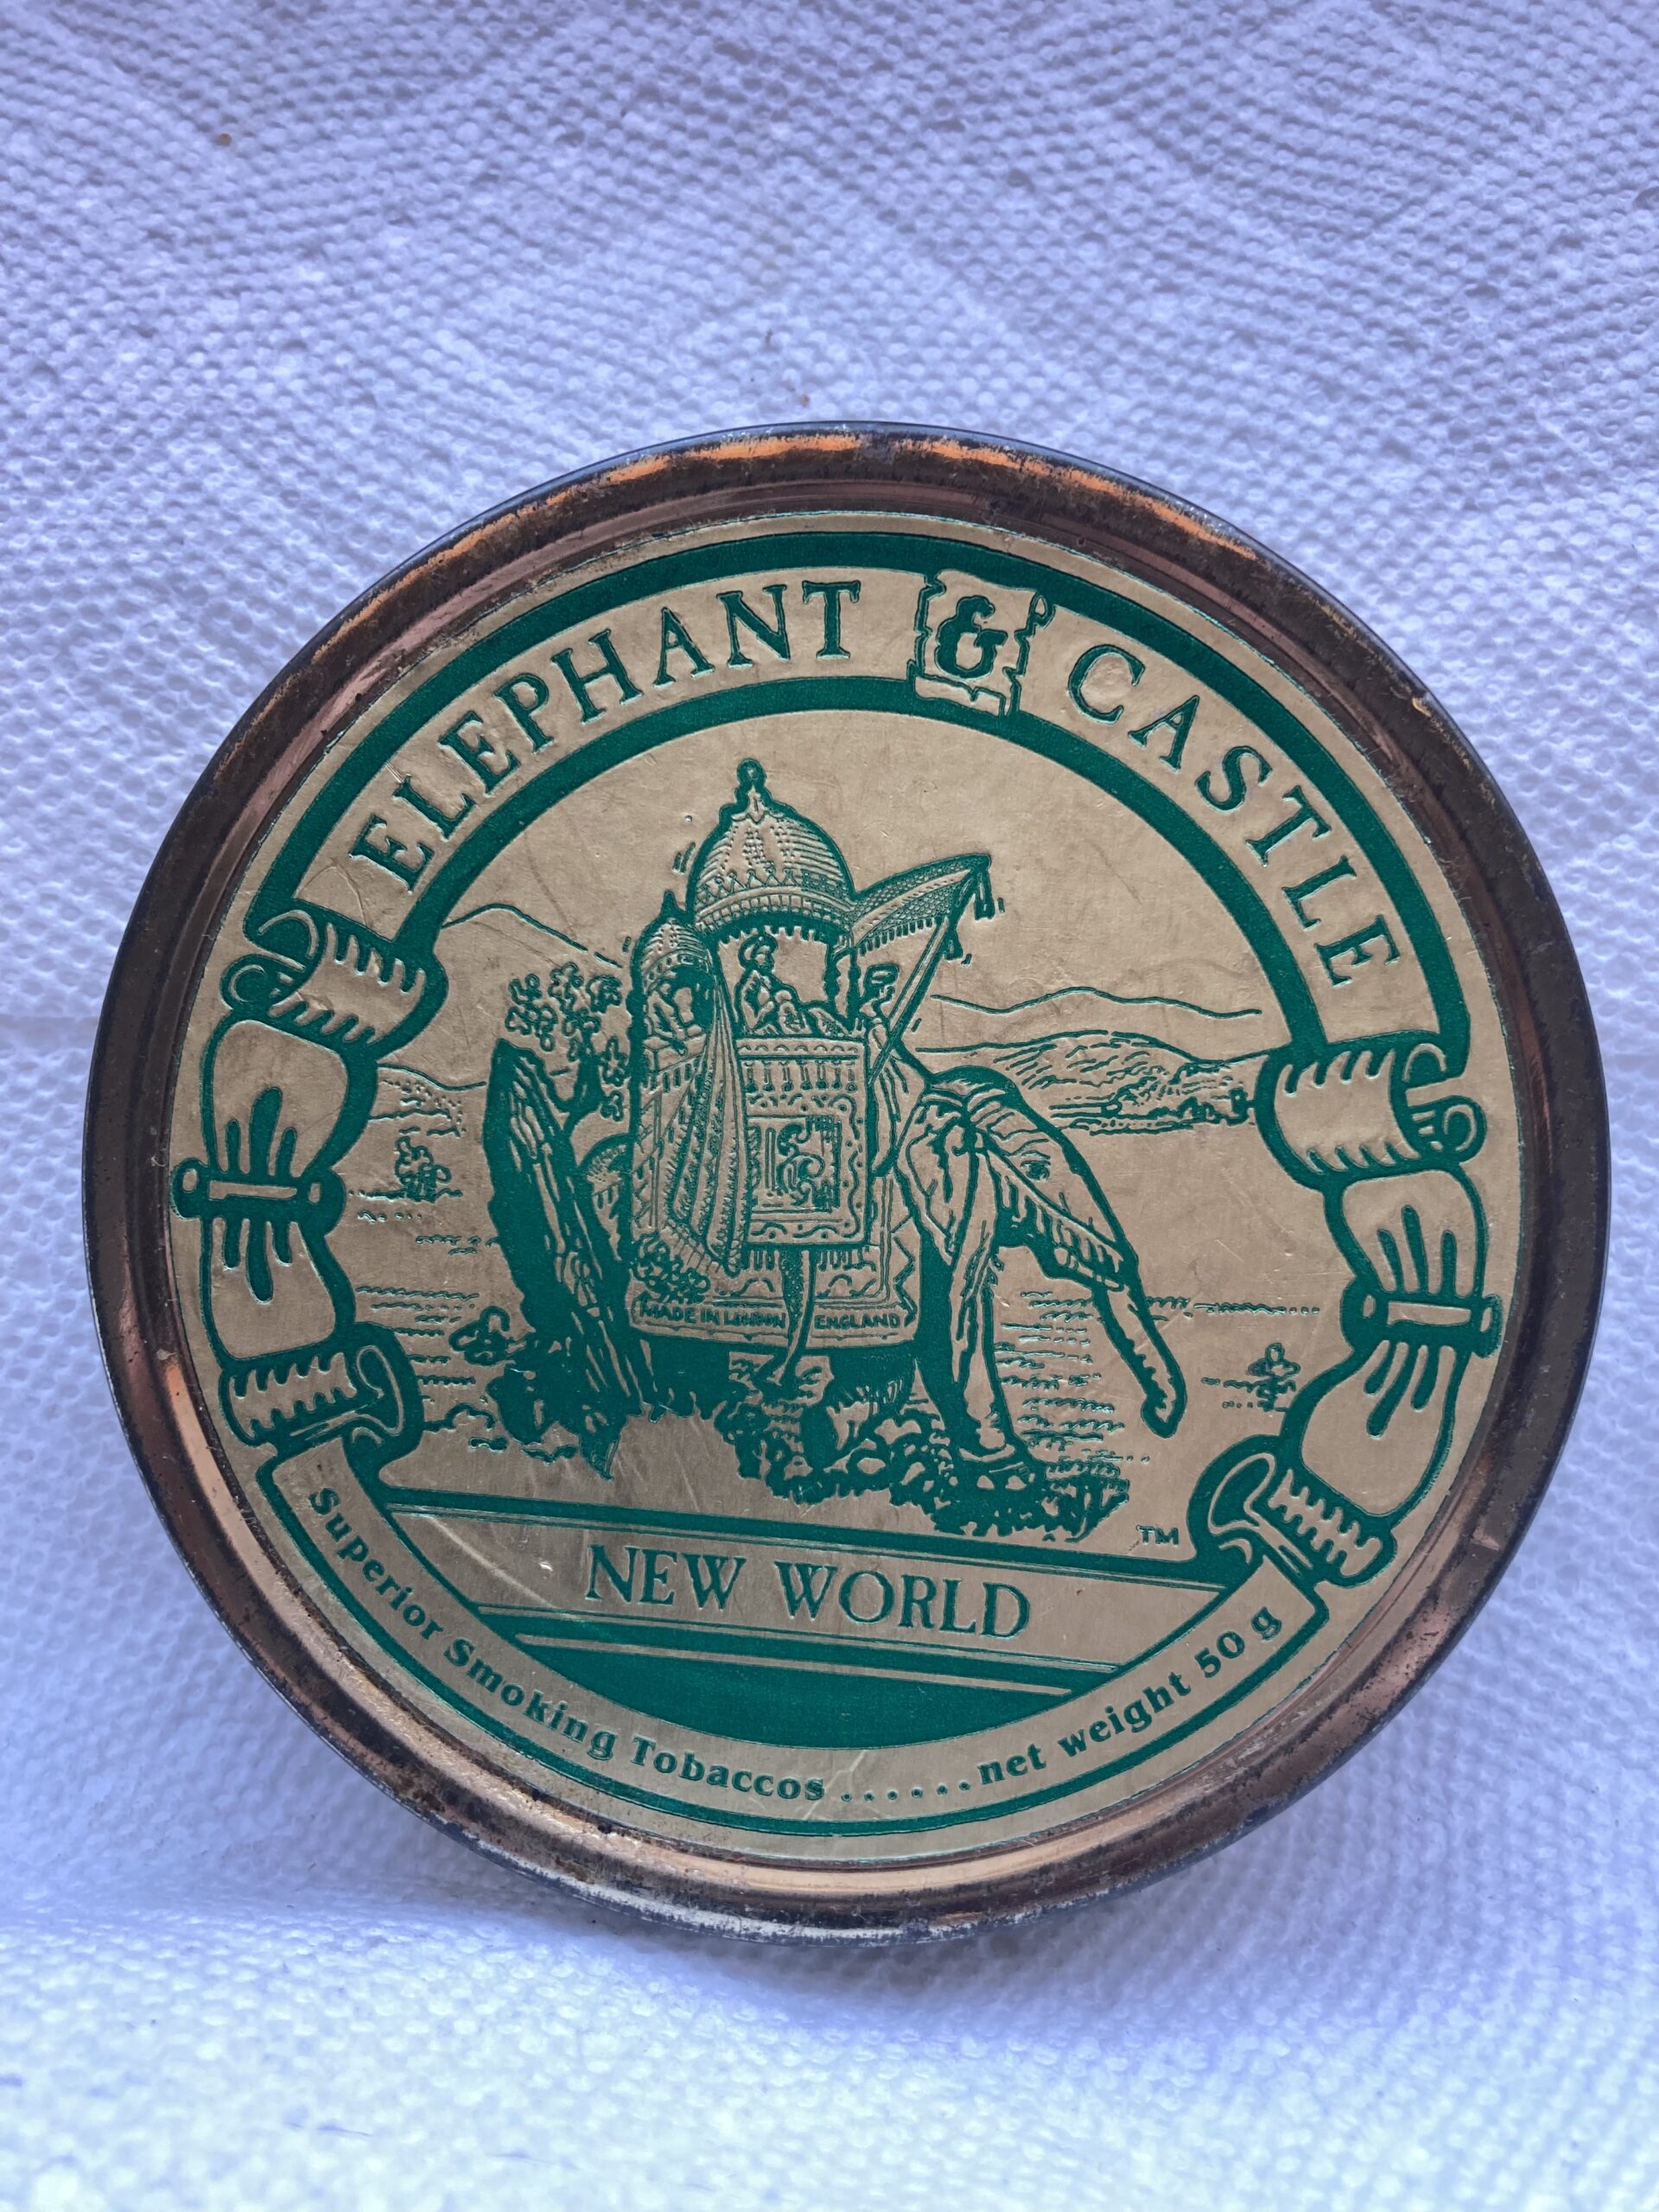 ELEPHANT & CASTLE
E&C
MADE IN LONDON ENGLAND
TM
NEW WORLD
Superior Smoking Tobaccos ......net weight 50 g